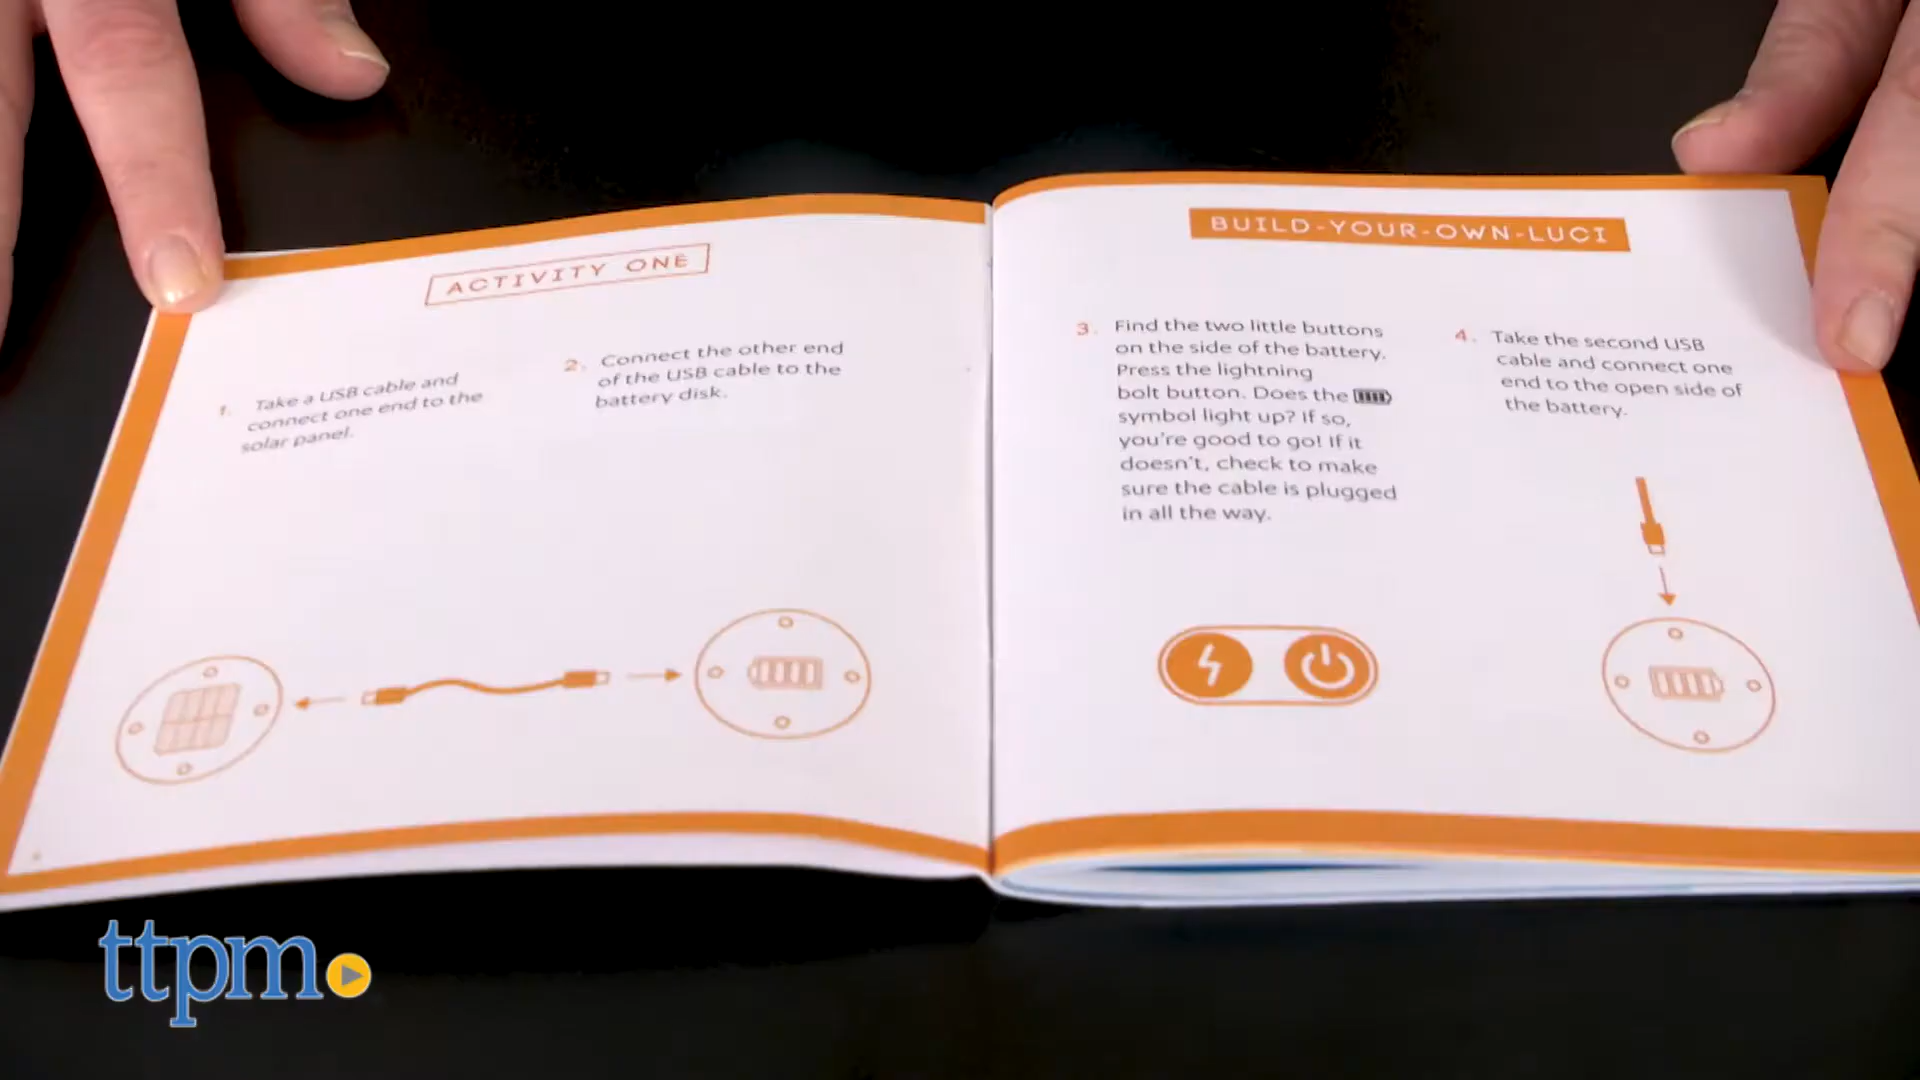 ACTIVITY ONE
1. Take a USB cable and
connect one end to the
solar panel.
2. Connect the other end
of the USB cable to the
battery disk.
BUILD-YOUR-OWN-LUCI
3. Find the two little buttons
on the side of the battery.
Press the lightning
bolt button. Does the
symbol light up? If so,
you're good to go! If it
doesn't, check to make
sure the cable is plugged
in all the way.
4. Take the second USB
cable and connect one
end to the open side of
the battery.
ttpm